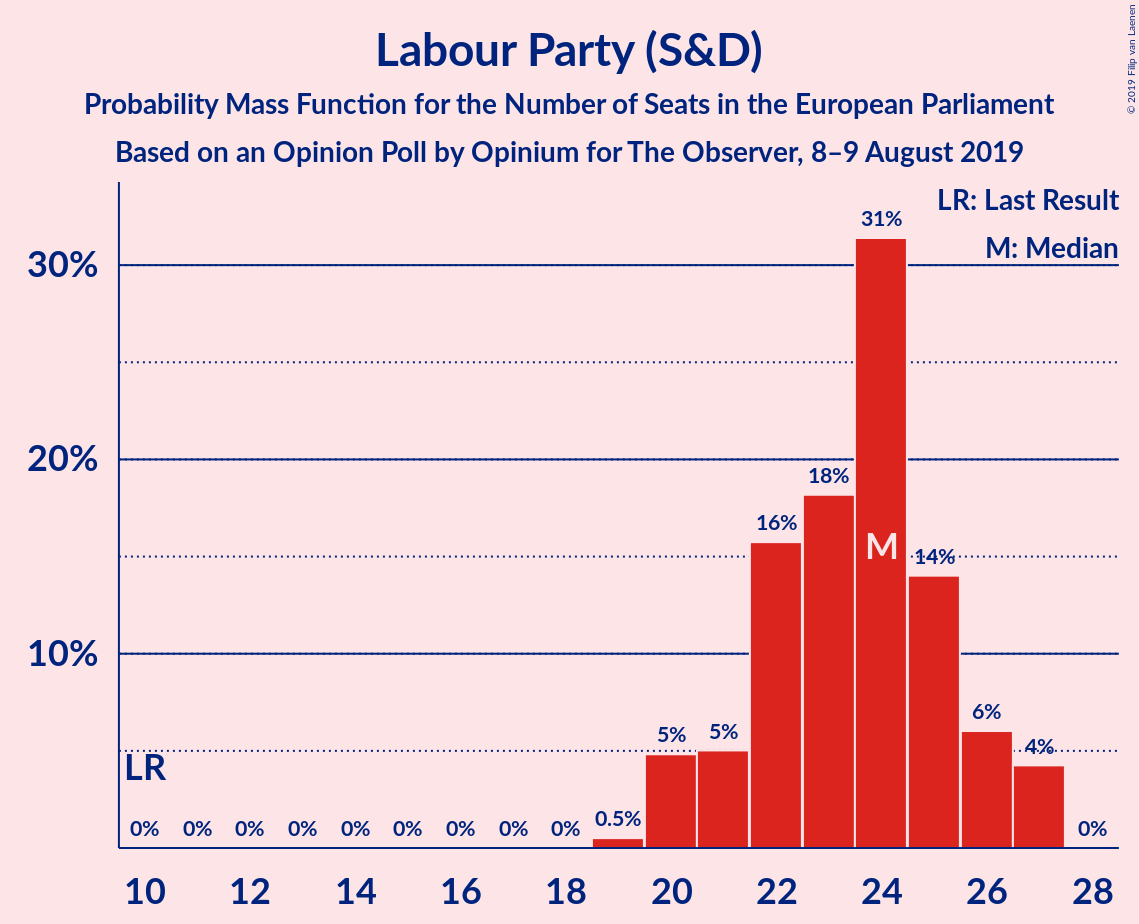 Labour Party (S&D)
Probability Mass Function for the Number of Seats in the European Parliament
Based on an Opinion Poll by Opinium for The Observer, 8–9 August 2019
© 2019 Filip van Laenen
LR: Last Result
M: Median
30%
20%
10%
31%
18%
16%
M
14%
6%
5%
5%
4%
LR
0.5%
0% 0% 0% 0% 0% 0% 0% 0% 0% 0%
10 12 14 16 18 20 22 24 26 28